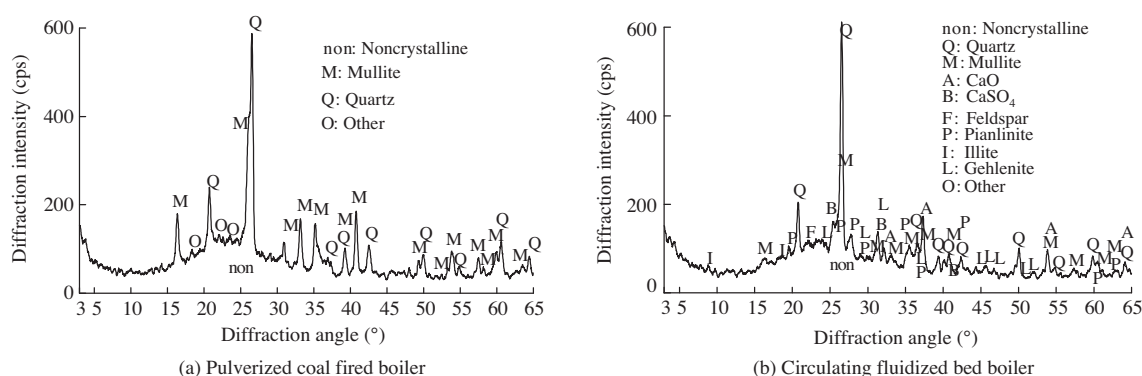 600
400
200
0
Diffraction intensity (cps)
non: Noncrystalline
M: Mullite
Q: Quartz
O: Other
M
O
Q
O
O
M
Q
non
M
M
M
Q
Q
M
M
Q
Q
M
M
Q
M
M
Q
M
Q
3 5 10 15 20 25 30 35 40 45 50 55 60 65
Diffraction angle (°)
(a) Pulverized coal fired boiler
600
400
200
0
Diffraction intensity (cps)
non: Noncrystalline
Q: Quartz
M: Mullite
A: CaO
B: CaSO4
F: Feldspar
P: Pianlinite
I: Illite
L: Gehlenite
O: Other
I
M
I
P
Q
F
L
B
P
Q
M
non
P
L
P
M
L
B
A
M
P
M
Q
A
M
P
Q
Q
M
B
P
M
Q
L
L
L
Q
L
L
A
M
Q
M
Q
P
M
M
A
M
Q
3 5 10 15 20 25 30 35 40 45 50 55 60 65
Diffraction angle (°)
(b) Circulating fluidized bed boiler